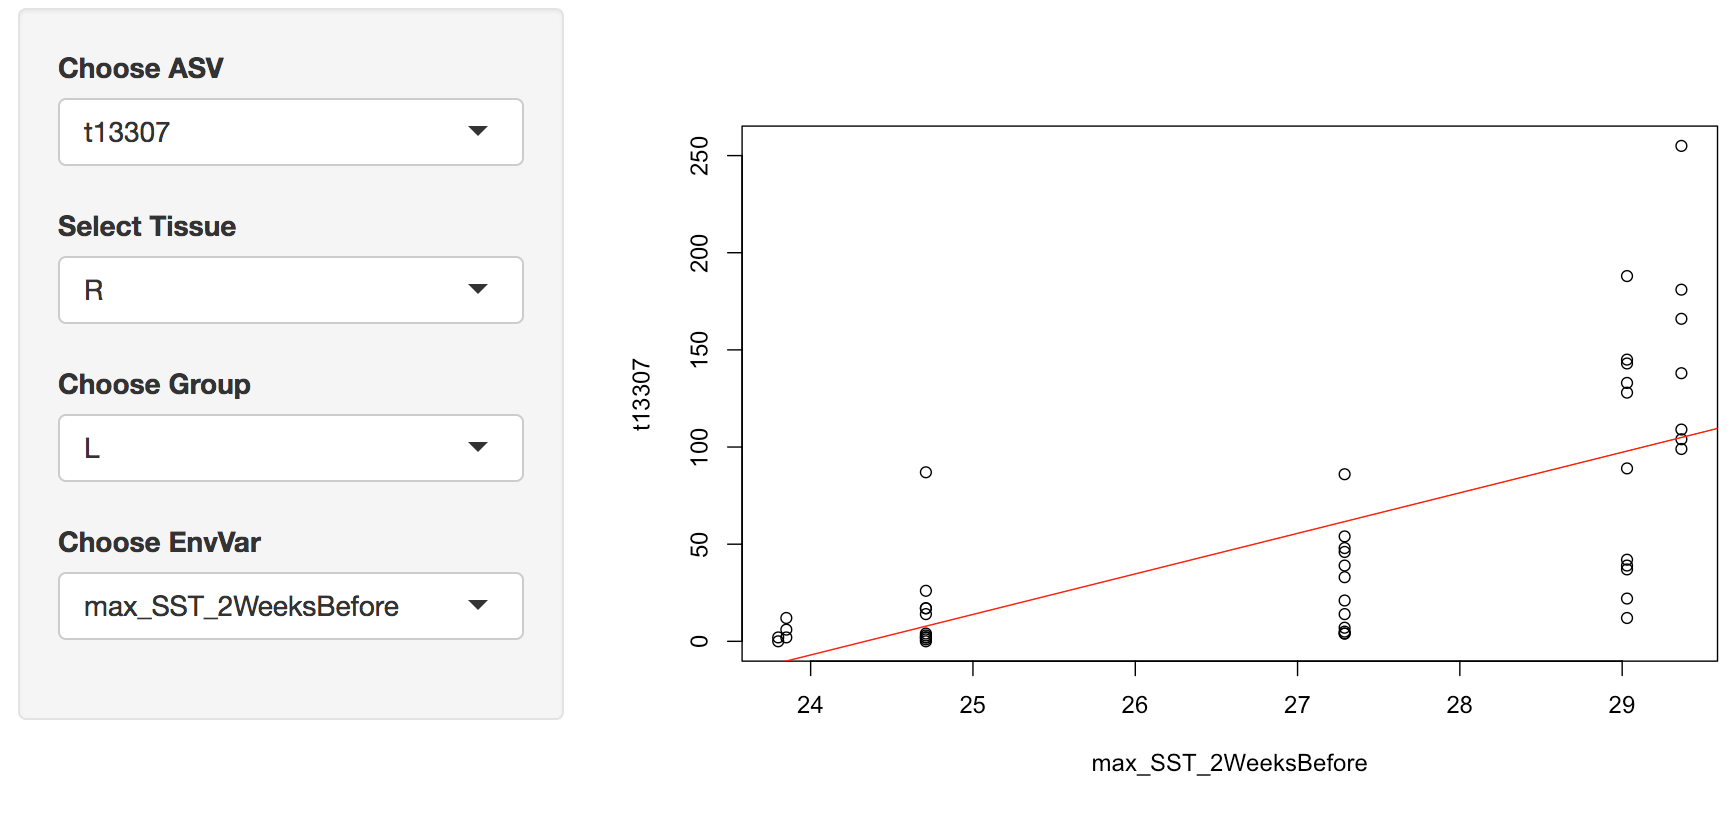 Choose ASV
t13307
Select Tissue
R
Choose Group
L
Choose EnvVar
max_SST_2WeeksBefore
250
200
150
100
50
0
t13307
24 25 26 27 28 29
max_SST_2WeeksBefore